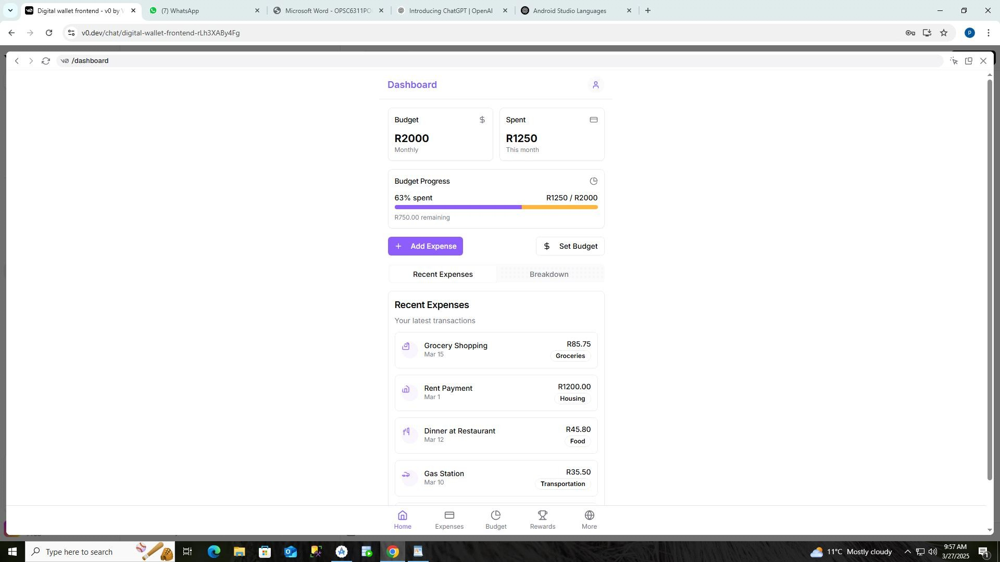 Digital wallet frontend - v0 by
(7) WhatsApp
Microsoft Word - OPSC6311PO
Introducing ChatGPT | OpenAI
Android Studio Languages
v0.dev/chat/digital-wallet-frontend-rLh3XABy4Fg
P
/dashboard
Dashboard
Budget
$
R2000
Monthly
Spent
R1250
This month
Budget Progress
63% spent
R1250 / R2000
R750.00 remaining
+ Add Expense
$ Set Budget
Recent Expenses
Breakdown
Recent Expenses
Your latest transactions
Grocery Shopping
R85.75
Mar 15
Groceries
Rent Payment
R1200.00
Mar 1
Housing
Dinner at Restaurant
R45.80
Mar 12
Food
Gas Station
R35.50
Mar 10
Transportation
Home
Expenses
Budget
Rewards
More
Type here to search
11°C Mostly cloudy
9:57 AM
3/27/2025
1